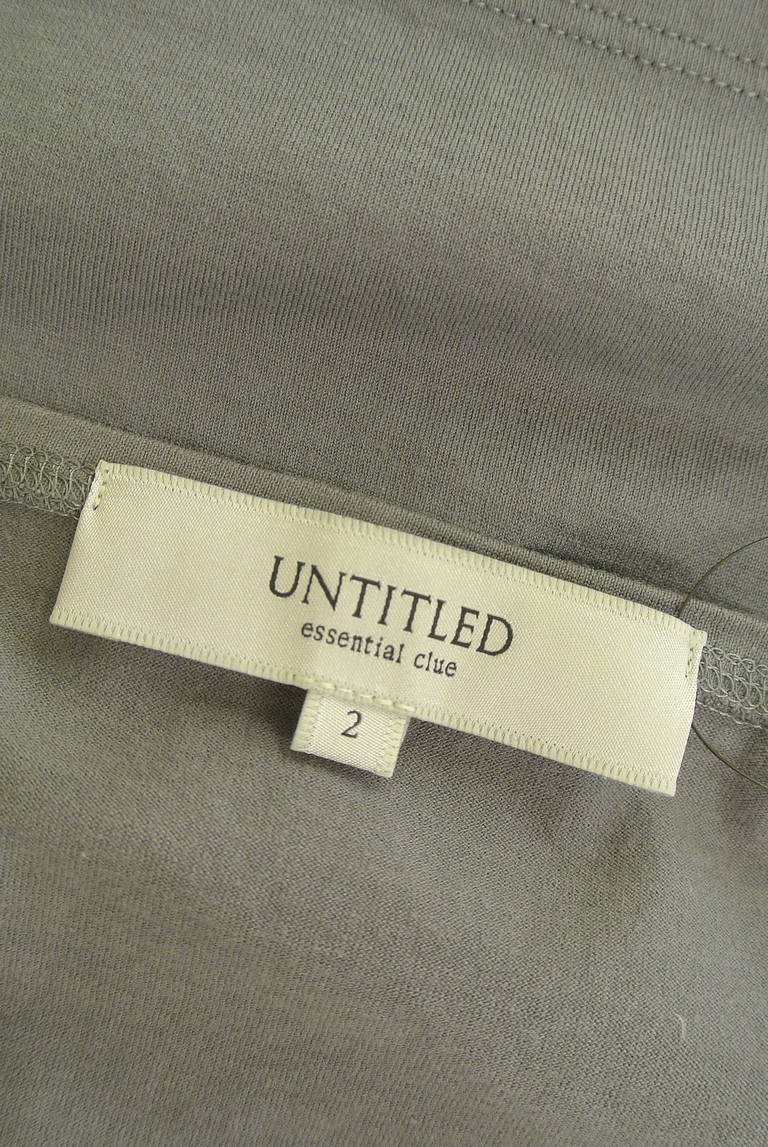 UNTITLED
essential clue
2